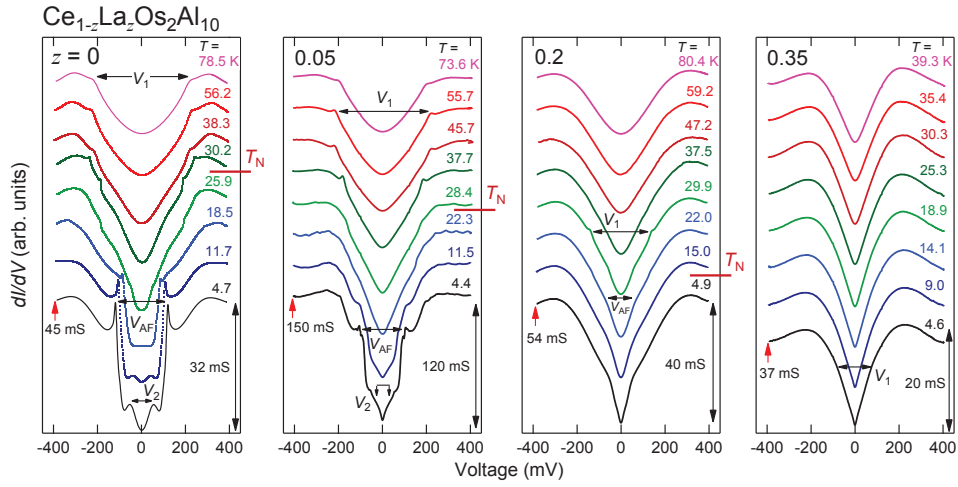 Ce1-zLazOs2Al10
z = 0
T =
78.5 K
V1
56.2
38.3
30.2
TN
25.9
18.5
11.7
4.7
45 mS
VAF
32 mS
V2
0.05
T =
73.6 K
V1
55.7
45.7
37.7
TN
28.4
22.3
11.5
4.4
150 mS
VAF
120 mS
V2
0.2
T =
80.4 K
59.2
47.2
37.5
V1
29.9
22.0
15.0
TN
4.9
VAF
54 mS
40 mS
0.35
T =
39.3 K
35.4
30.3
25.3
18.9
14.1
9.0
4.6
37 mS
V1
20 mS
dI/dV (arb. units)
-400 -200 0 200 400
-400 -200 0 200 400
-400 -200 0 200 400
-400 -200 0 200 400
Voltage (mV)